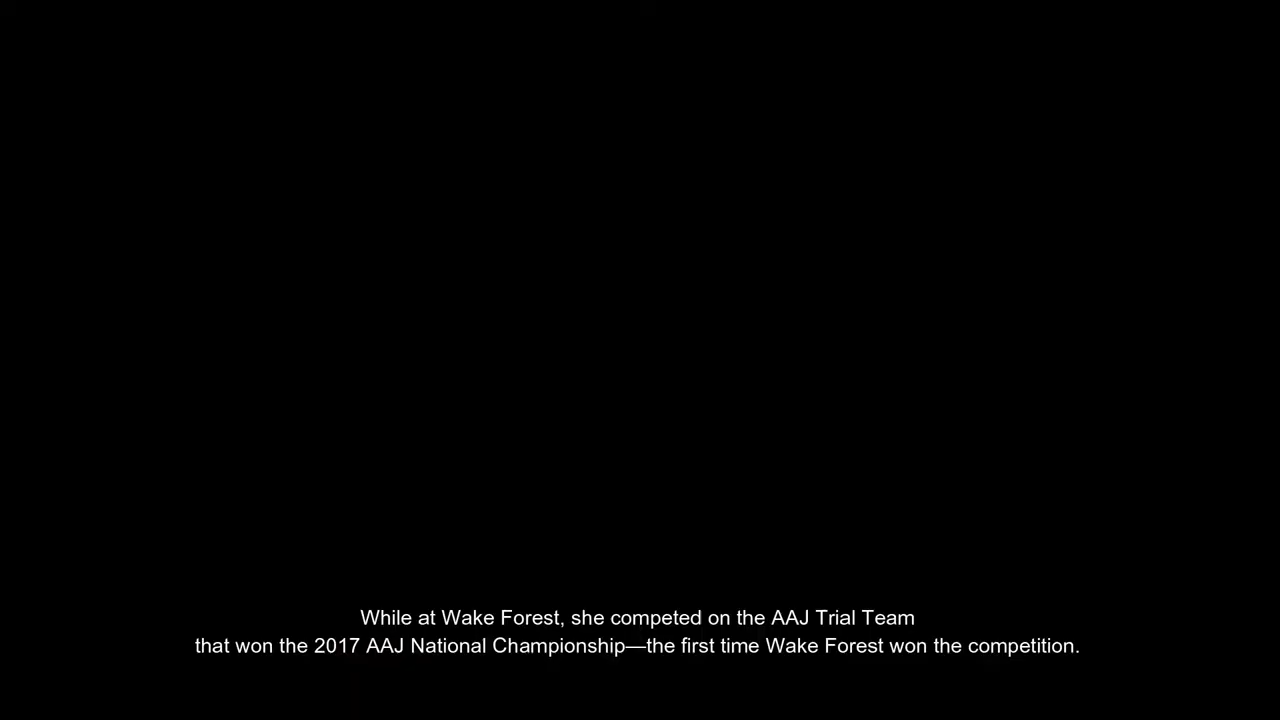 While at Wake Forest, she competed on the AAJ Trial Team
that won the 2017 AAJ National Championship—the first time Wake Forest won the competition.